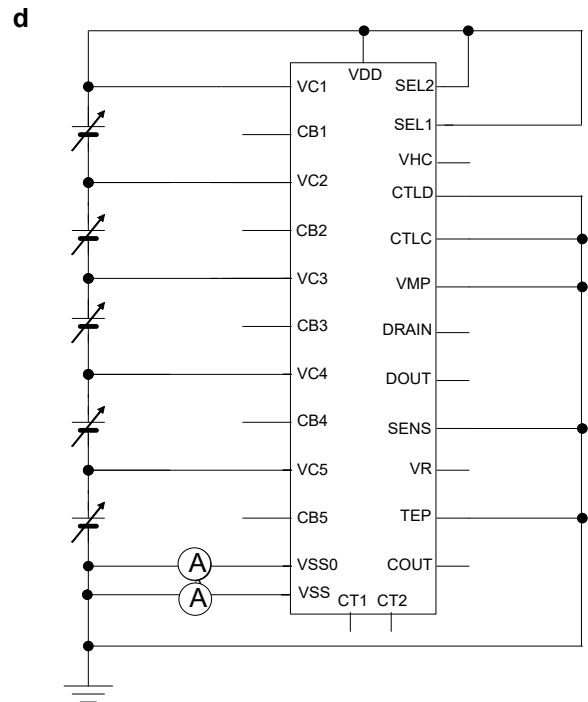 d
VDD
VC1
SEL2
CB1
SEL1
VHC
VC2
CTLD
CB2
CTLC
VC3
VMP
CB3
DRAIN
VC4
DOUT
CB4
SENS
VC5
VR
CB5
TEP
A
VSS0
COUT
A
VSS
CT1 CT2